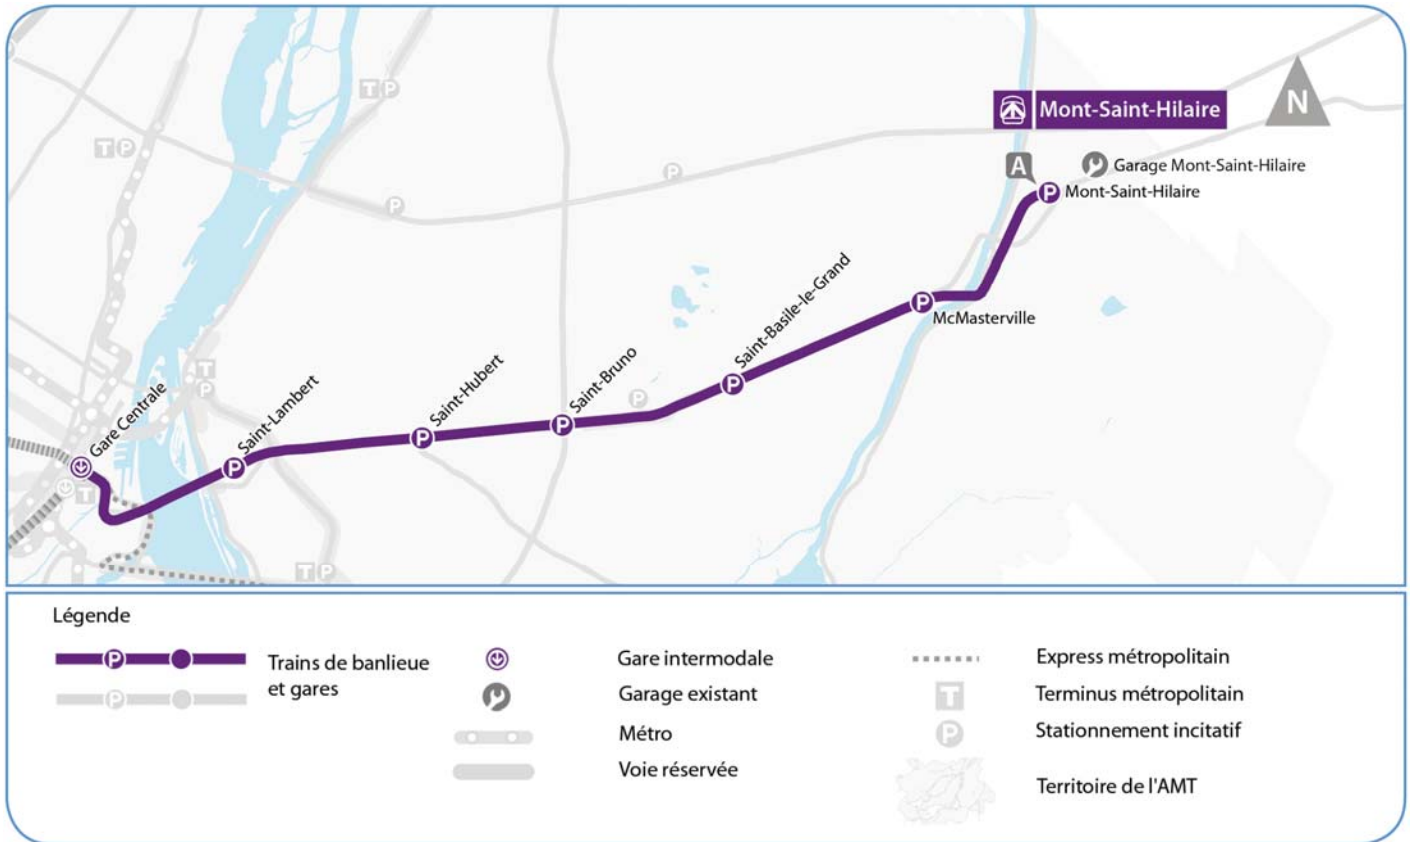 T P
T P
N
Mont-Saint-Hilaire
P
A
Garage Mont-Saint-Hilaire
P
Mont-Saint-Hilaire
P
Saint-Basile-le-Grand
P
McMasterville
T
P
Gare Centrale
Saint-Lambert
Saint-Hubert
Saint-Bruno
P
P
P
P
P
T
T P
Légende
P
Trains de banlieue
et gares
P
Gare intermodale
Garage existant
Métro
Voie réservée
Express métropolitain
T
Terminus métropolitain
P
Stationnement incitatif
Territoire de l'AMT